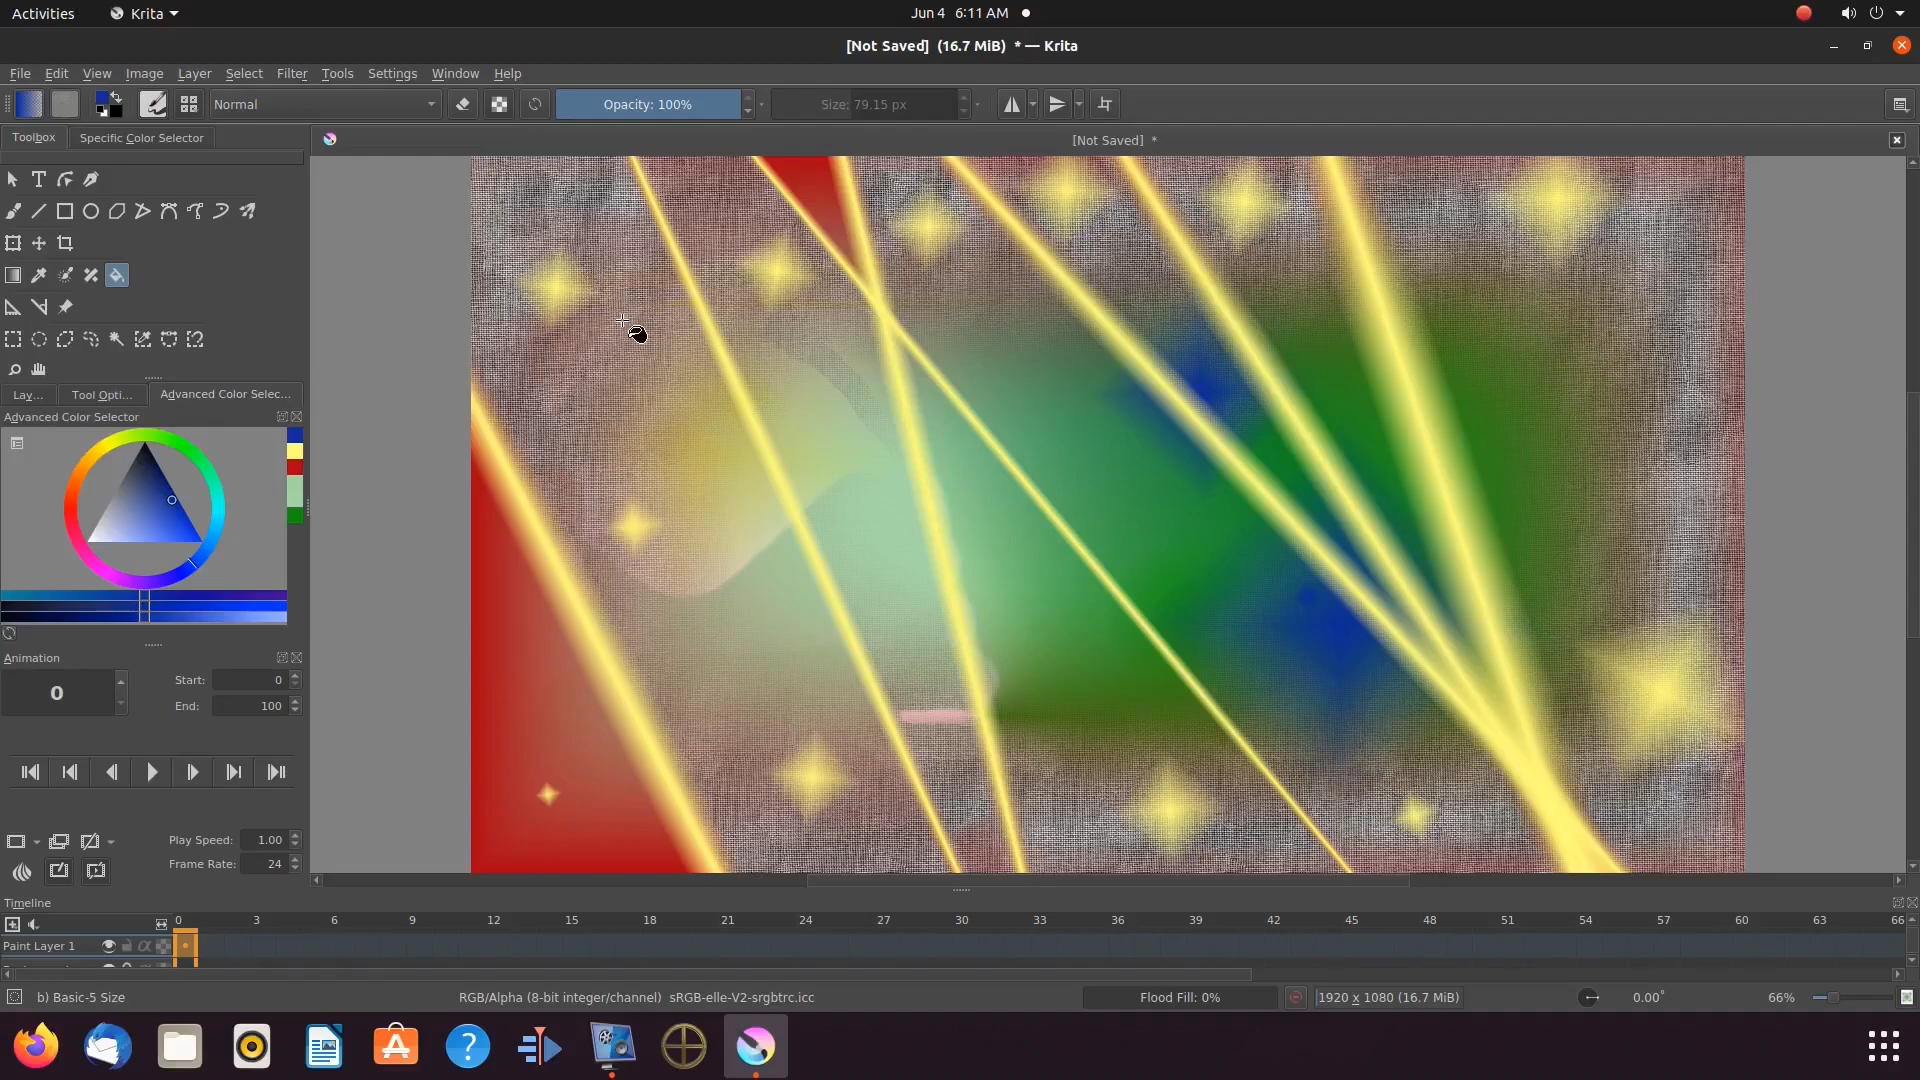 Activities
Krita
Jun 4 6:11 AM
[Not Saved] (16.7 MiB) * — Krita
File Edit View Image Layer Select Filter Tools Settings Window Help
Normal
Opacity: 100%
Size: 79.15 px
Toolbox
Specific Color Selector
[Not Saved] *
Lay...
Tool Opti...
Advanced Color Selec...
Advanced Color Selector
Animation
0
Start: 0
End: 100
Play Speed: 1.00
Frame Rate: 24
Timeline
0 3 6 9 12 15 18 21 24 27 30 33 36 39 42 45 48 51 54 57 60 63 66
Paint Layer 1
b) Basic-5 Size
RGB/Alpha (8-bit integer/channel) sRGB-elle-V2-srgbtrc.icc
Flood Fill: 0%
1920 x 1080 (16.7 MiB)
0.00°
66%